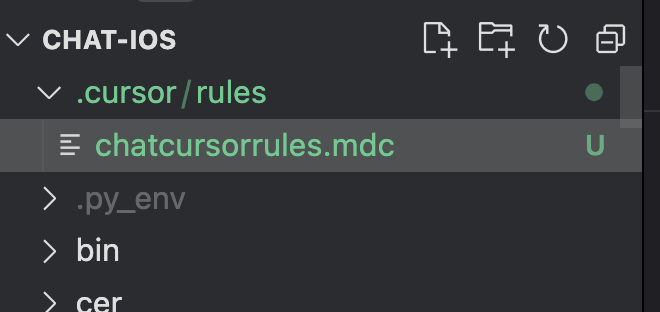 CHAT-IOS
.cursor/rules
chatcursorrules.mdc U
.py_env
bin
cer